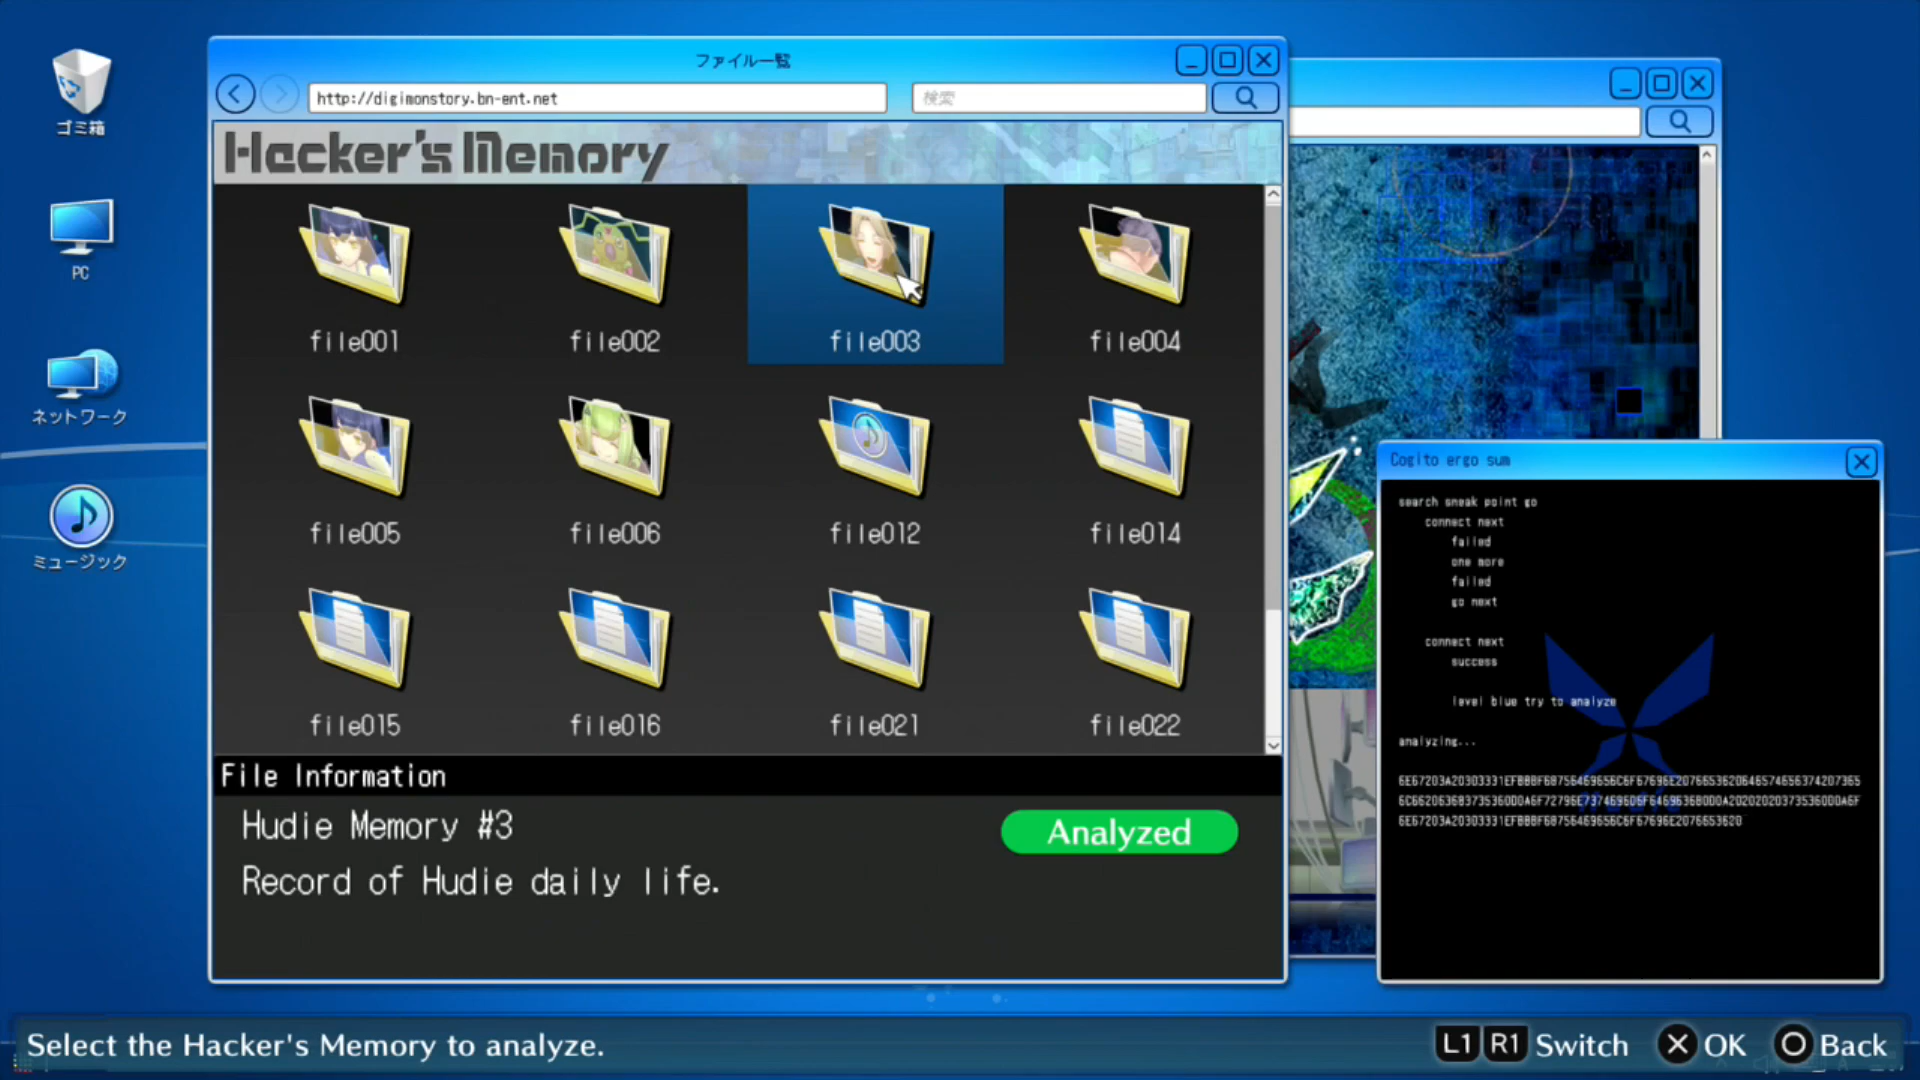 ゴミ箱
PC
ネットワーク
ミュージック
ファイル一覧
http://digimonstory.bn-ent.net
検索
Hacker's Memory
file001
file002
file003
file004
file005
file006
file012
file014
file015
file016
file021
file022
File Information
Hudie Memory #3
Analyzed
Record of Hudie daily life.
Cogito ergo sum
search sneak point go
connect next
failed
one more
failed
go next
connect next
success
level blue try to analyze
analyzing...
Select the Hacker's Memory to analyze.
L1 R1 Switch
OK
Back